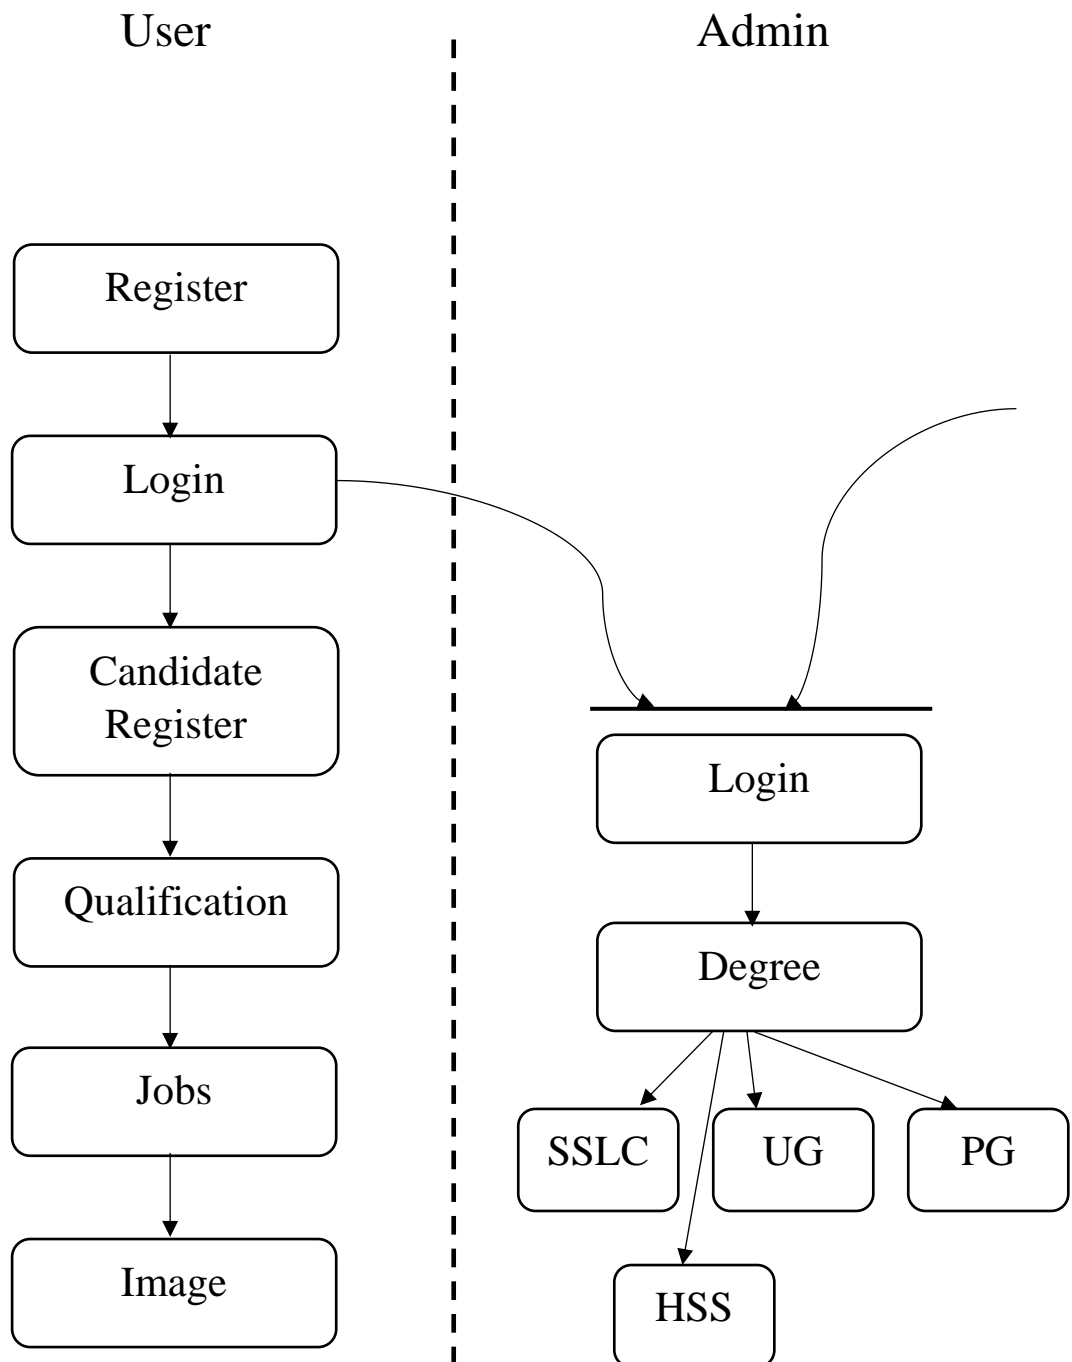 User
Admin
Register
Login
Candidate
Register
Qualification
Jobs
Image
Login
Degree
SSLC
UG
PG
HSS